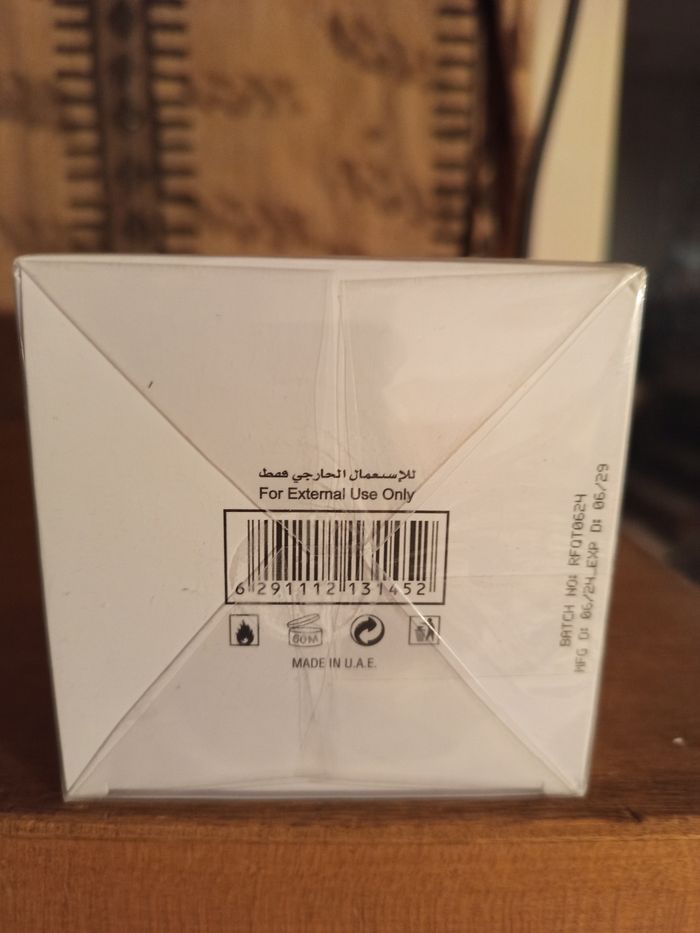 للإستعمال الخارجي فقط
For External Use Only
6 291112 131452
60M
MADE IN U.A.E.
BATCH NO: RFQT0624
MFG D: 06/24 EXP D: 06/29